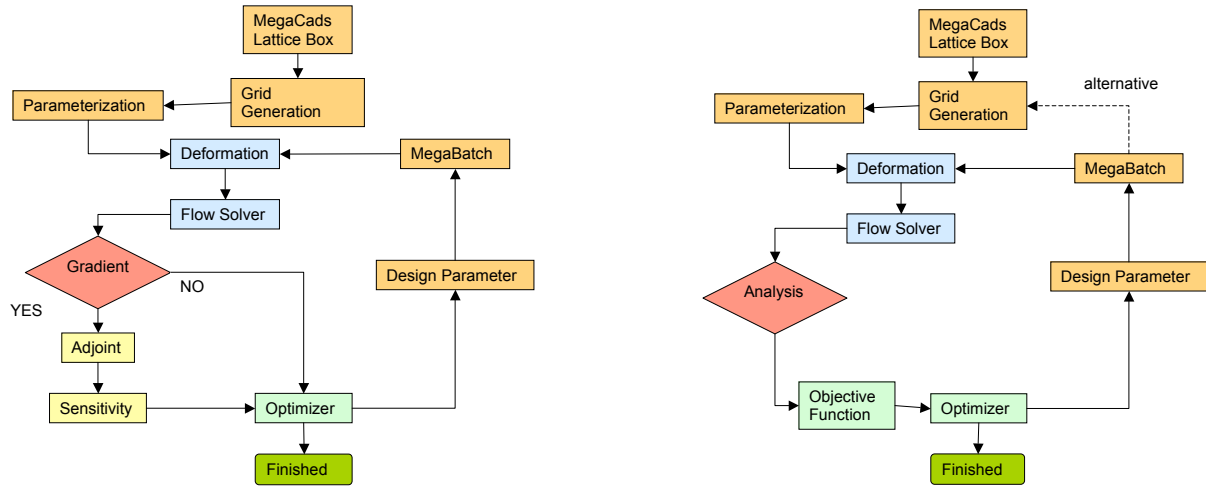 MegaCads
Lattice Box
Grid
Generation
Parameterization
Deformation
MegaBatch
Flow Solver
Gradient
NO
YES
Design Parameter
Adjoint
Sensitivity
Optimizer
Finished
MegaCads
Lattice Box
alternative
Grid
Generation
Parameterization
Deformation
MegaBatch
Flow Solver
Analysis
Design Parameter
Objective
Function
Optimizer
Finished